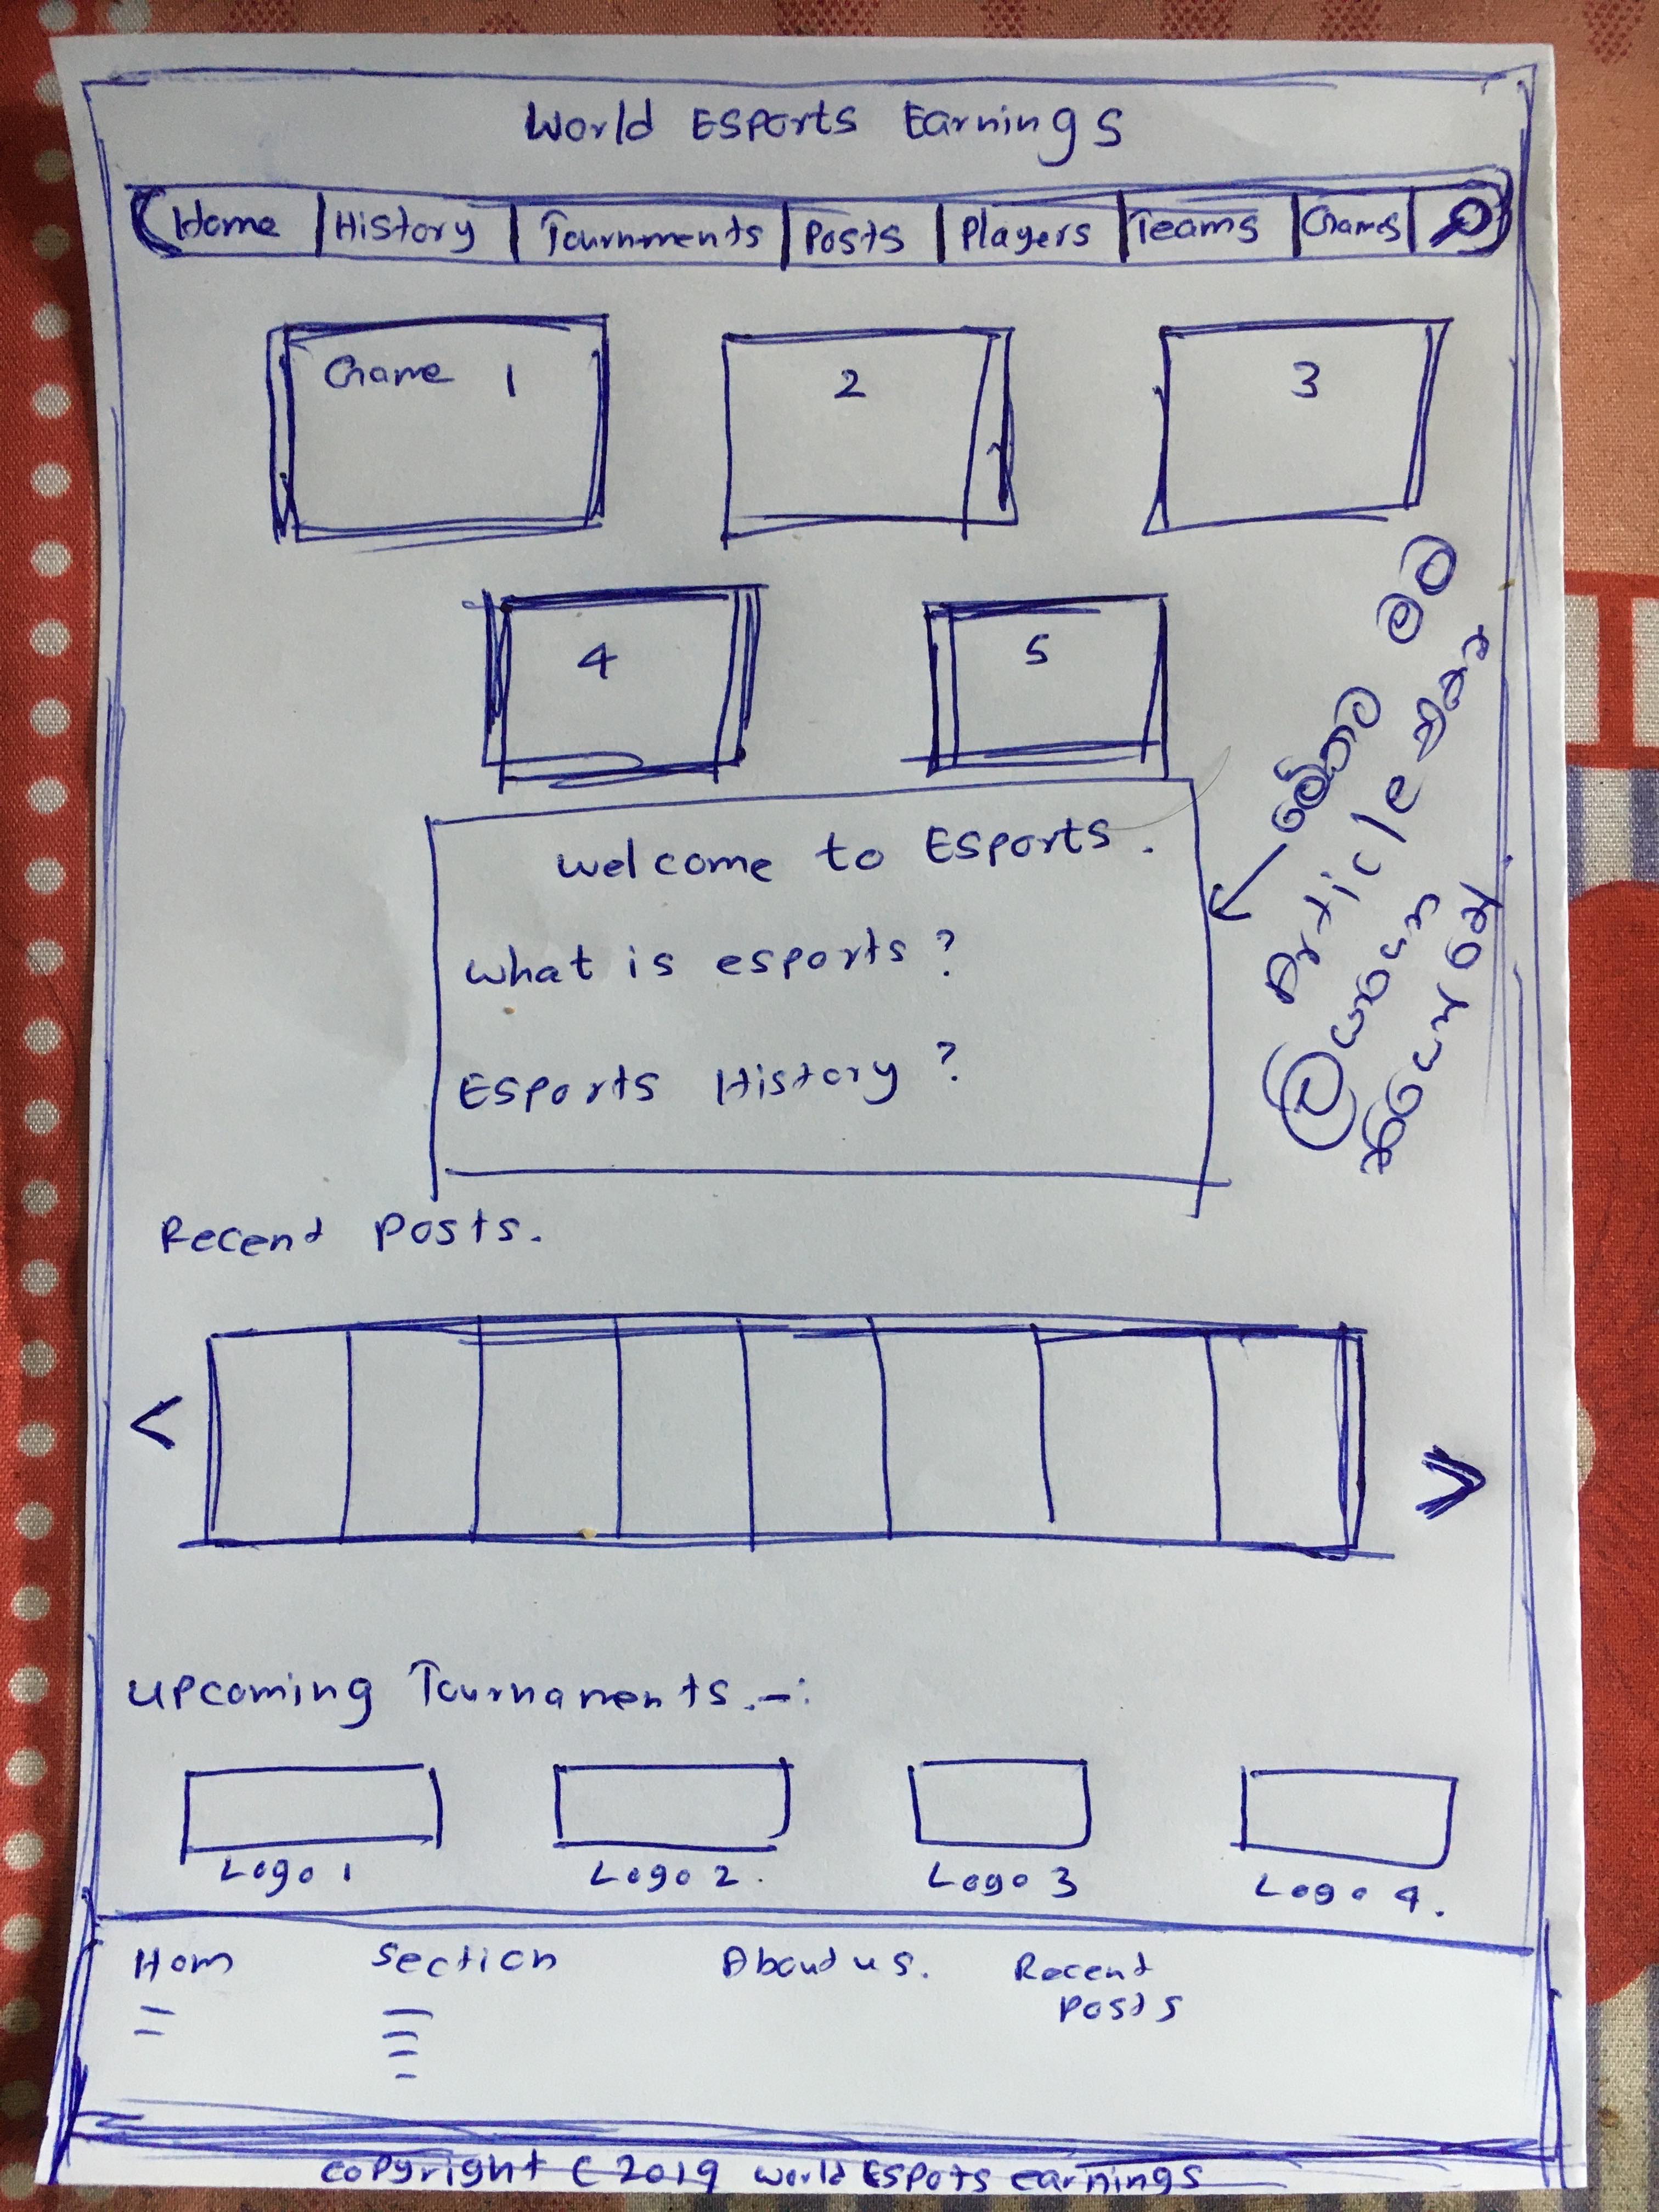 World Esports Earnings
Home | History | Tournments | Posts | Players | Teams | Games
Game 1
2
3
4
5
Welcome to Esports.
what is esports?
Esports History?
Article
Recent Posts.
<
>
Upcoming Tournaments.-:
Logo 1
Logo 2.
Logo 3
Logo 4.
Hom
Section
About us.
Recent
Posts
copyright C 2019 world Espots earnings